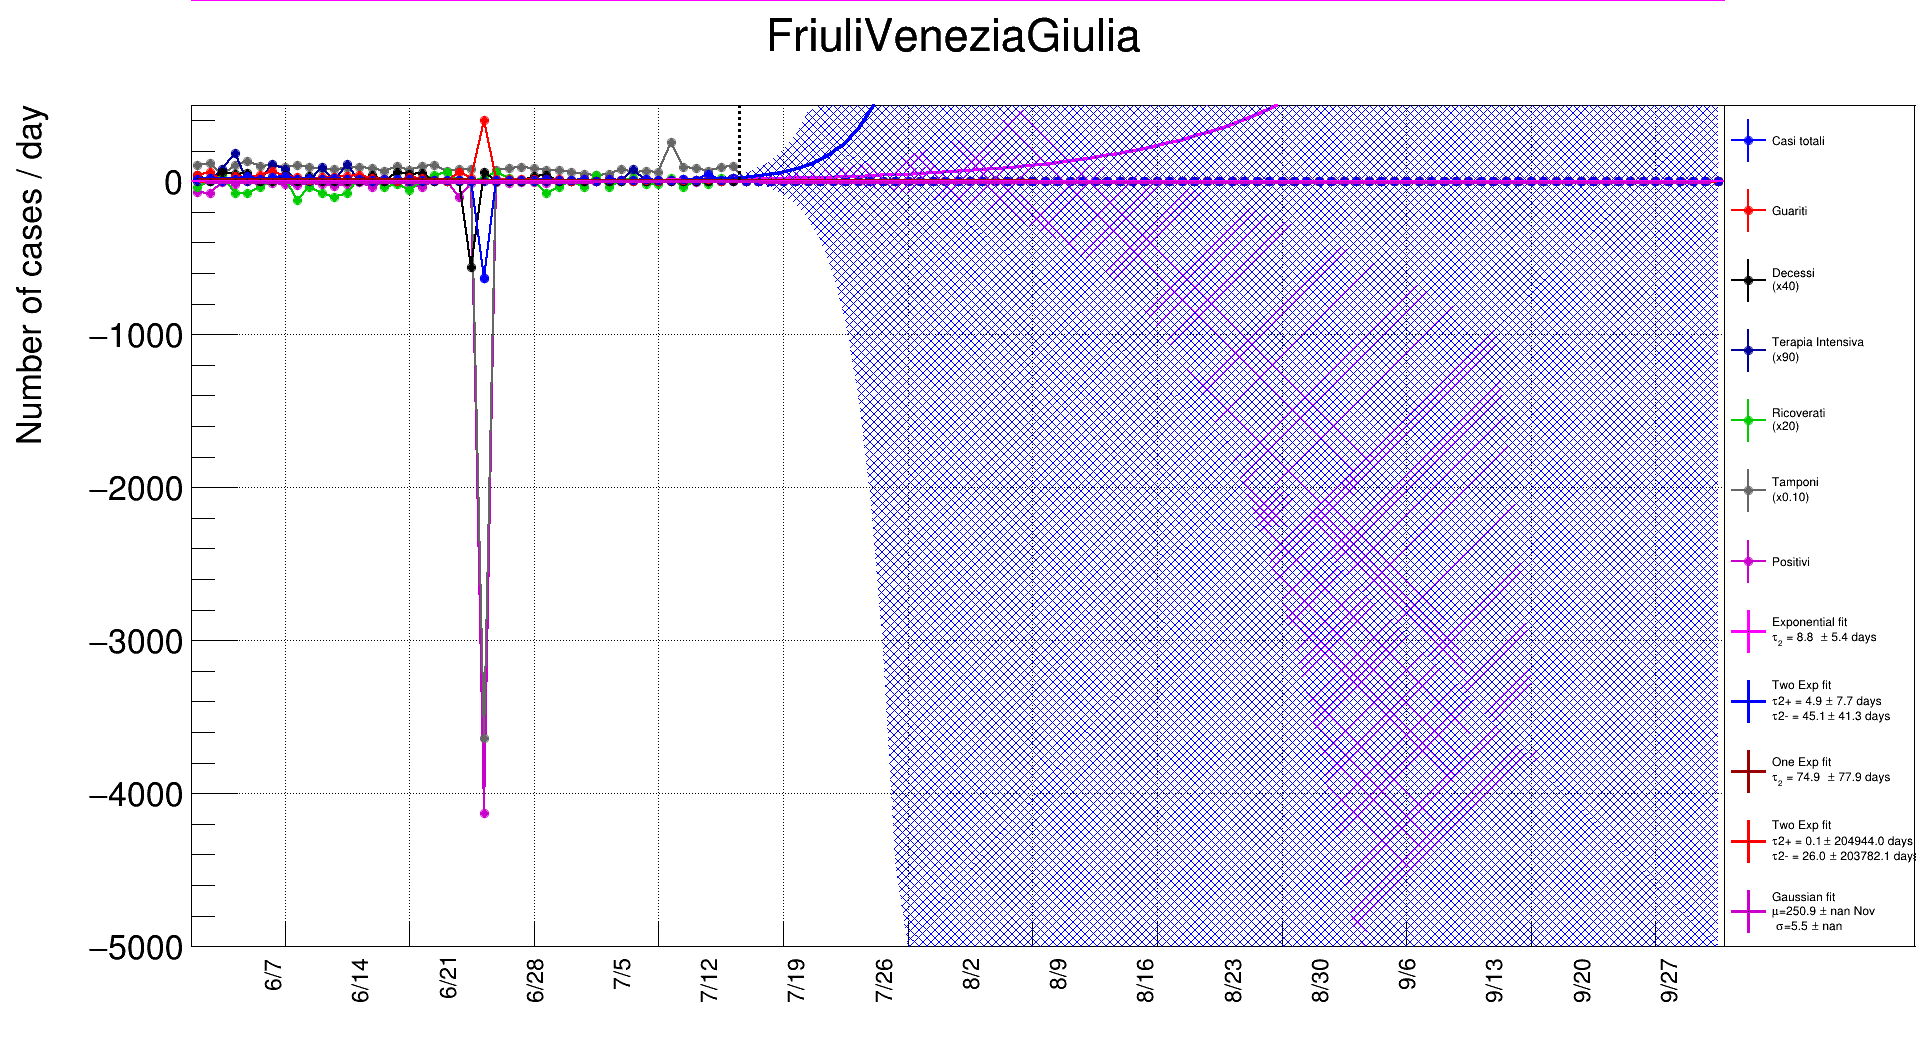 FriuliVeneziaGiulia
Number of cases / day
0
−1000
−2000
−3000
−4000
−5000
6/7
6/14
6/21
6/28
7/5
7/12
7/19
7/26
8/2
8/9
8/16
8/23
8/30
9/6
9/13
9/20
9/27
Casi totali
Guariti
Decessi
(x40)
Terapia Intensiva
(x90)
Ricoverati
(x20)
Tamponi
(x0.10)
Positivi
Exponential fit
τ2 = 8.8 ± 5.4 days
Two Exp fit
τ2+ = 4.9 ± 7.7 days
τ2- = 45.1 ± 41.3 days
One Exp fit
τ2 = 74.9 ± 77.9 days
Two Exp fit
τ2+ = 0.1 ± 204944.0 days
τ2- = 26.0 ± 203782.1 days
Gaussian fit
μ=250.9 ± nan Nov
σ=5.5 ± nan